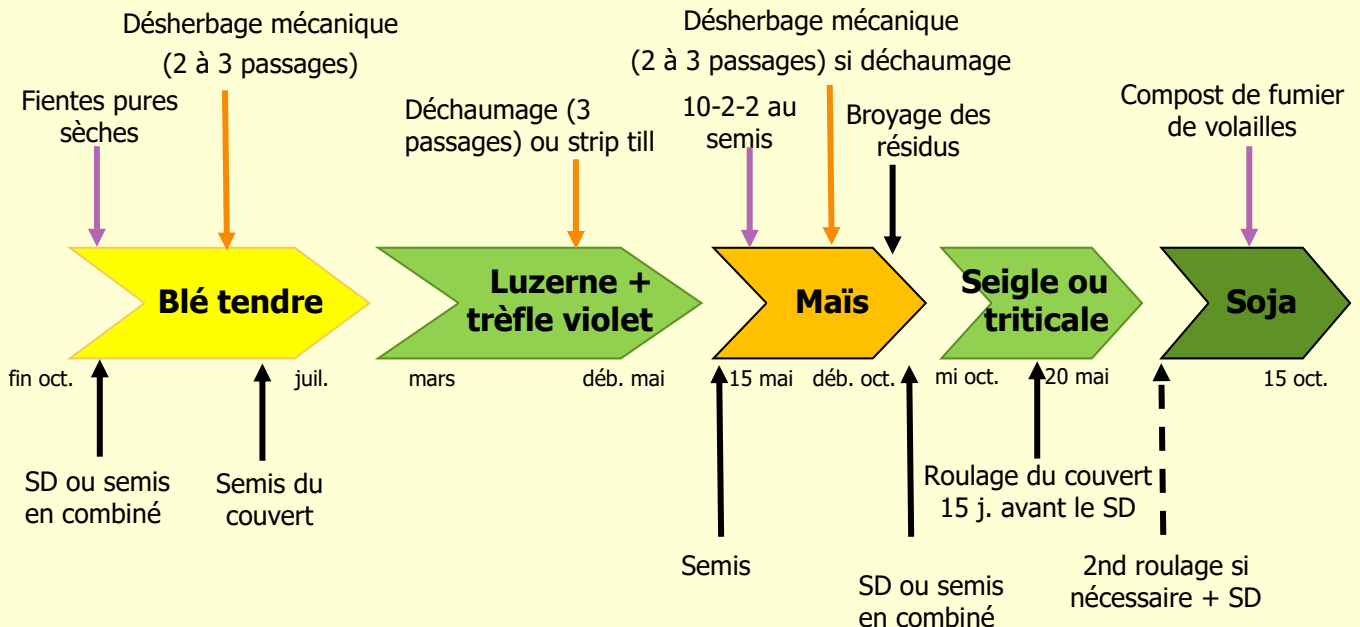 Désherbage mécanique
(2 à 3 passages)
Désherbage mécanique
(2 à 3 passages) si déchaumage
Fientes pures
sèches
Déchaumage (3
passages) ou strip till
10-2-2 au
semis
Broyage des
résidus
Compost de fumier
de volailles
Blé tendre
Luzerne +
trèfle violet
Maïs
Seigle ou
triticale
Soja
fin oct.
juil.
mars
déb. mai
15 mai
déb. oct.
mi oct.
20 mai
15 oct.
SD ou semis
en combiné
Semis du
couvert
Semis
SD ou semis
en combiné
Roulage du couvert
15 j. avant le SD
2nd roulage si
nécessaire + SD